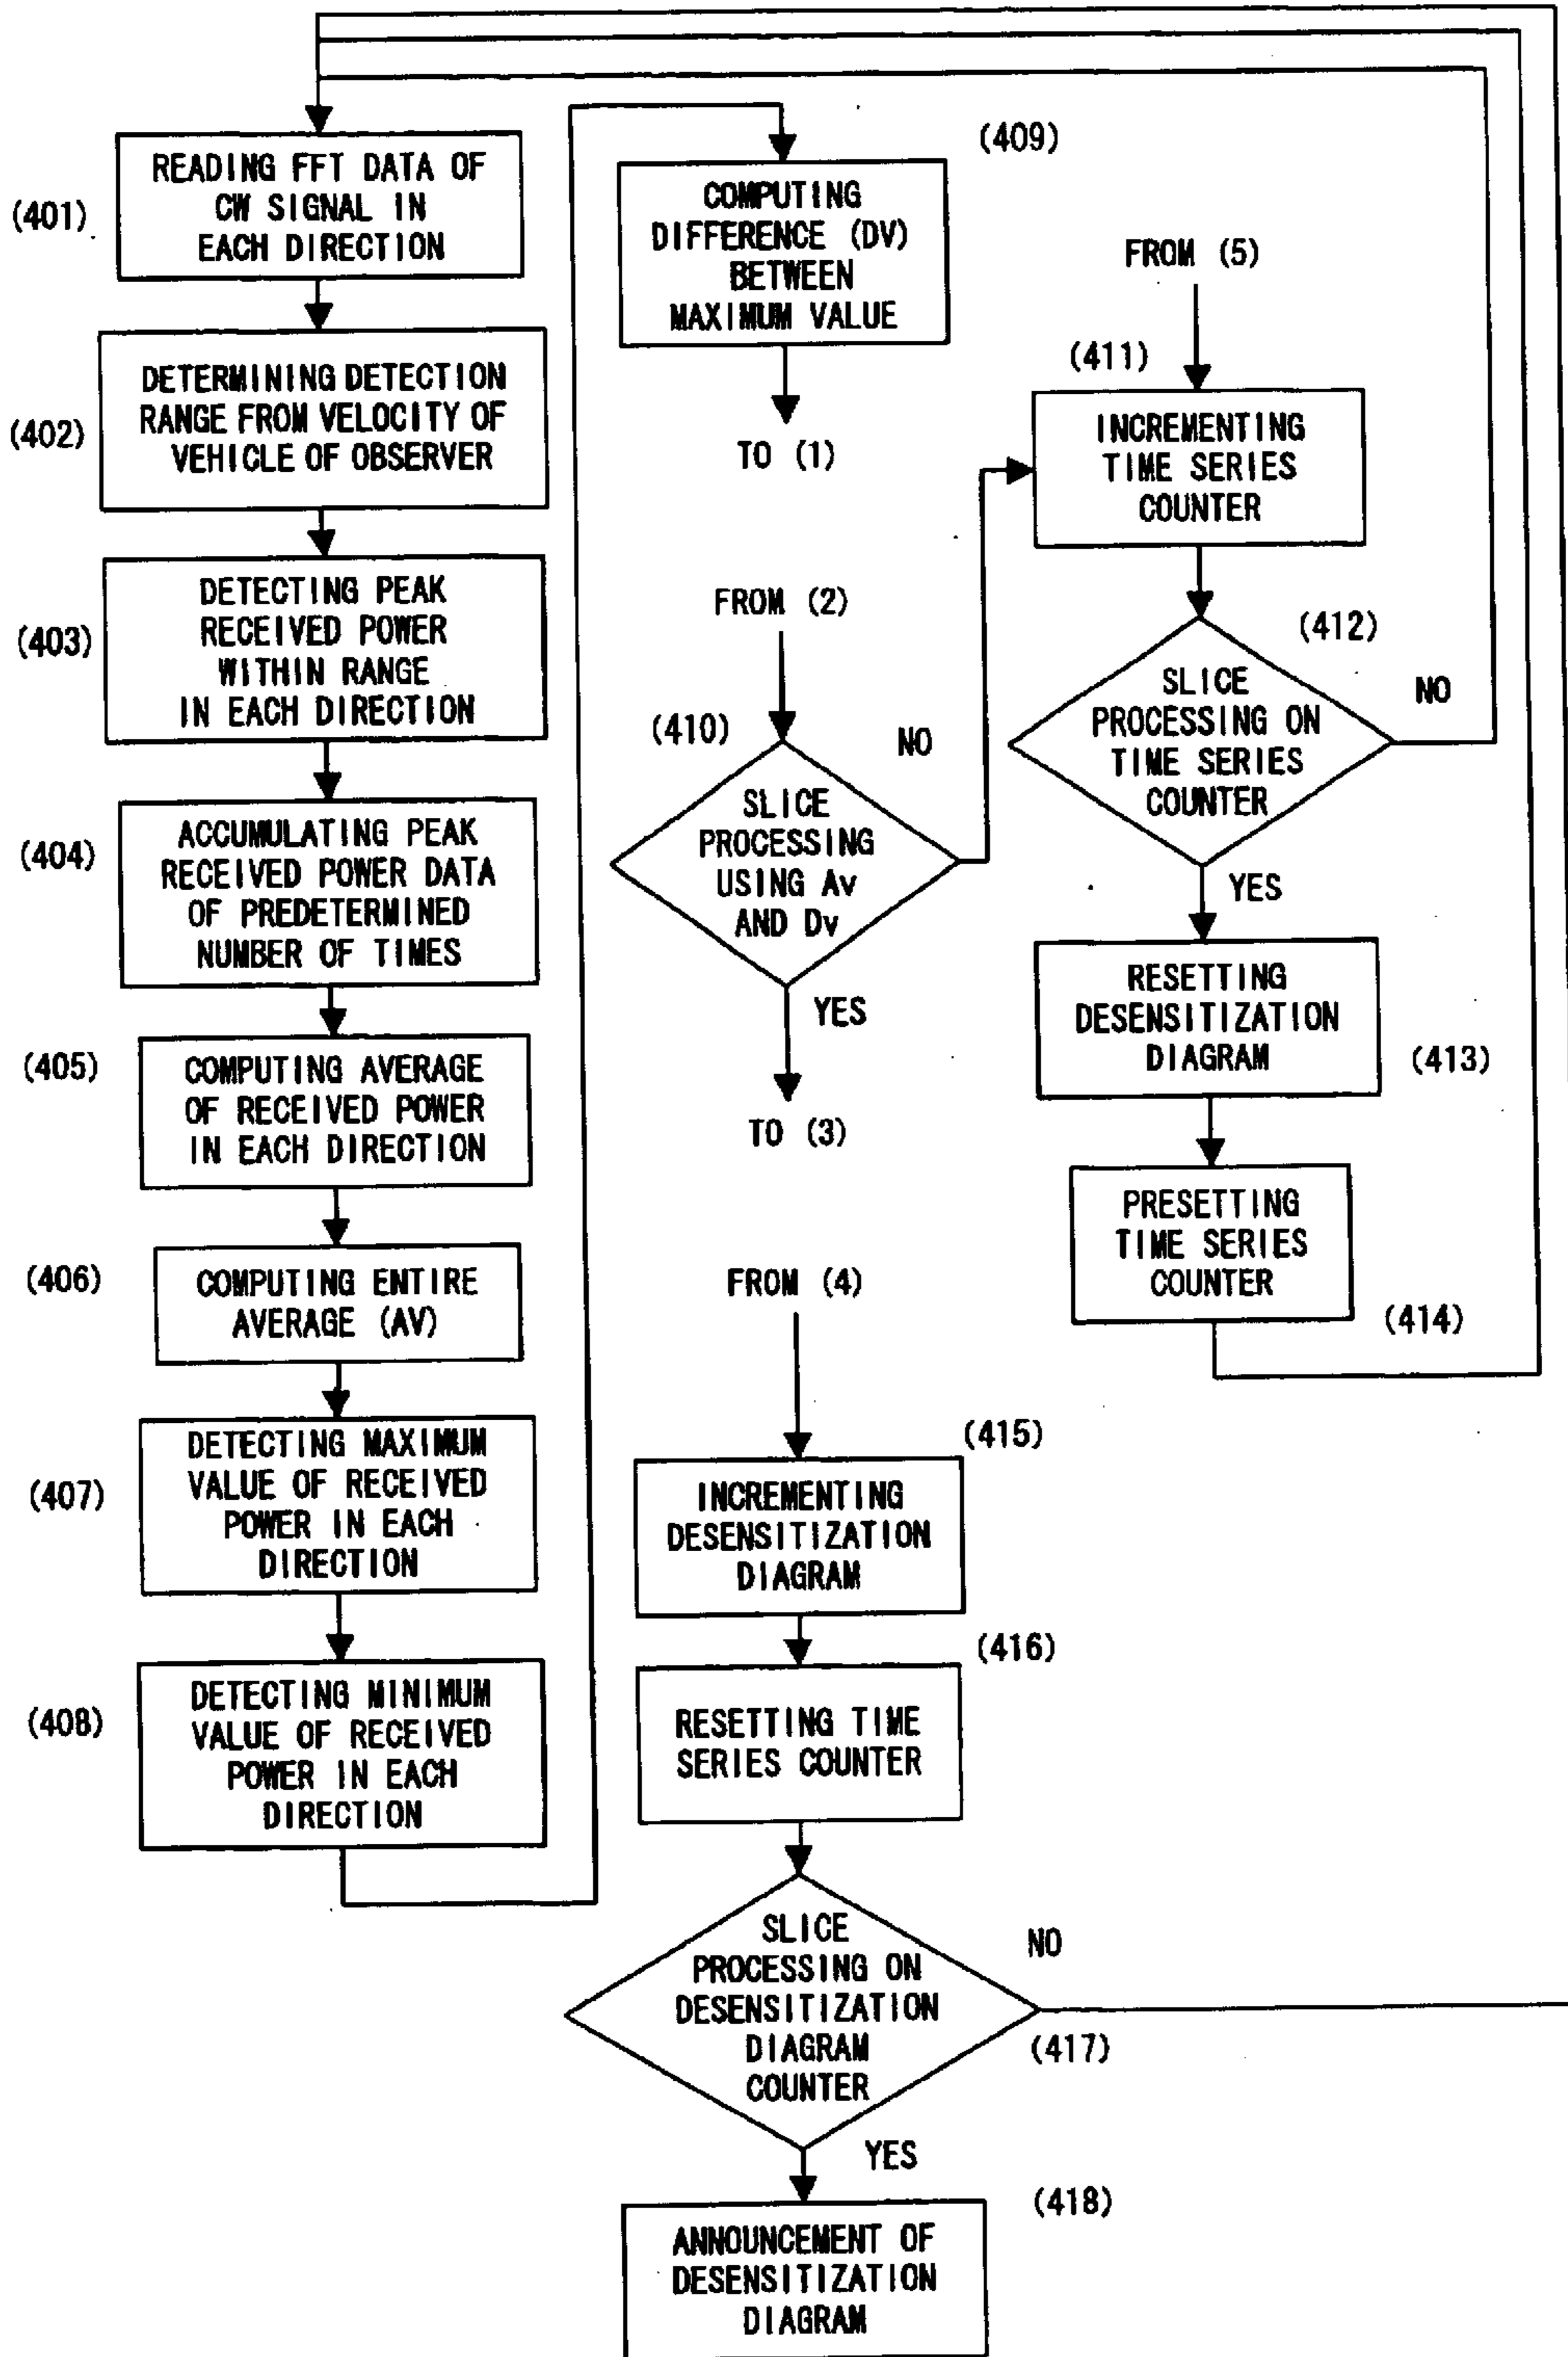 (401)
READING FFT DATA OF
CW SIGNAL IN
EACH DIRECTION
(402)
DETERMINING DETECTION
RANGE FROM VELOCITY OF
VEHICLE OF OBSERVER
(403)
DETECTING PEAK
RECEIVED POWER
WITHIN RANGE
IN EACH DIRECTION
(404)
ACCUMULATING PEAK
RECEIVED POWER DATA
OF PREDETERMINED
NUMBER OF TIMES
(405)
COMPUTING AVERAGE
OF RECEIVED POWER
IN EACH DIRECTION
(406)
COMPUTING ENTIRE
AVERAGE (AV)
(407)
DETECTING MAXIMUM
VALUE OF RECEIVED
POWER IN EACH
DIRECTION
(408)
DETECTING MINIMUM
VALUE OF RECEIVED
POWER IN EACH
DIRECTION
(409)
COMPUTING
DIFFERENCE (DV)
BETWEEN
MAXIMUM VALUE
TO (1)
FROM (2)
(410)
SLICE
PROCESSING
USING Av
AND Dv
NO
YES
TO (3)
FROM (5)
(411)
INCREMENTING
TIME SERIES
COUNTER
(412)
SLICE
PROCESSING ON
TIME SERIES
COUNTER
NO
YES
RESETTING
DESENSITIZATION
DIAGRAM
(413)
PRESETTING
TIME SERIES
COUNTER
(414)
FROM (4)
(415)
INCREMENTING
DESENSITIZATION
DIAGRAM
(416)
RESETTING TIME
SERIES COUNTER
SLICE
PROCESSING ON
DESENSITIZATION
DIAGRAM
COUNTER
NO
(417)
YES
(418)
ANNOUNCEMENT OF
DESENSITIZATION
DIAGRAM